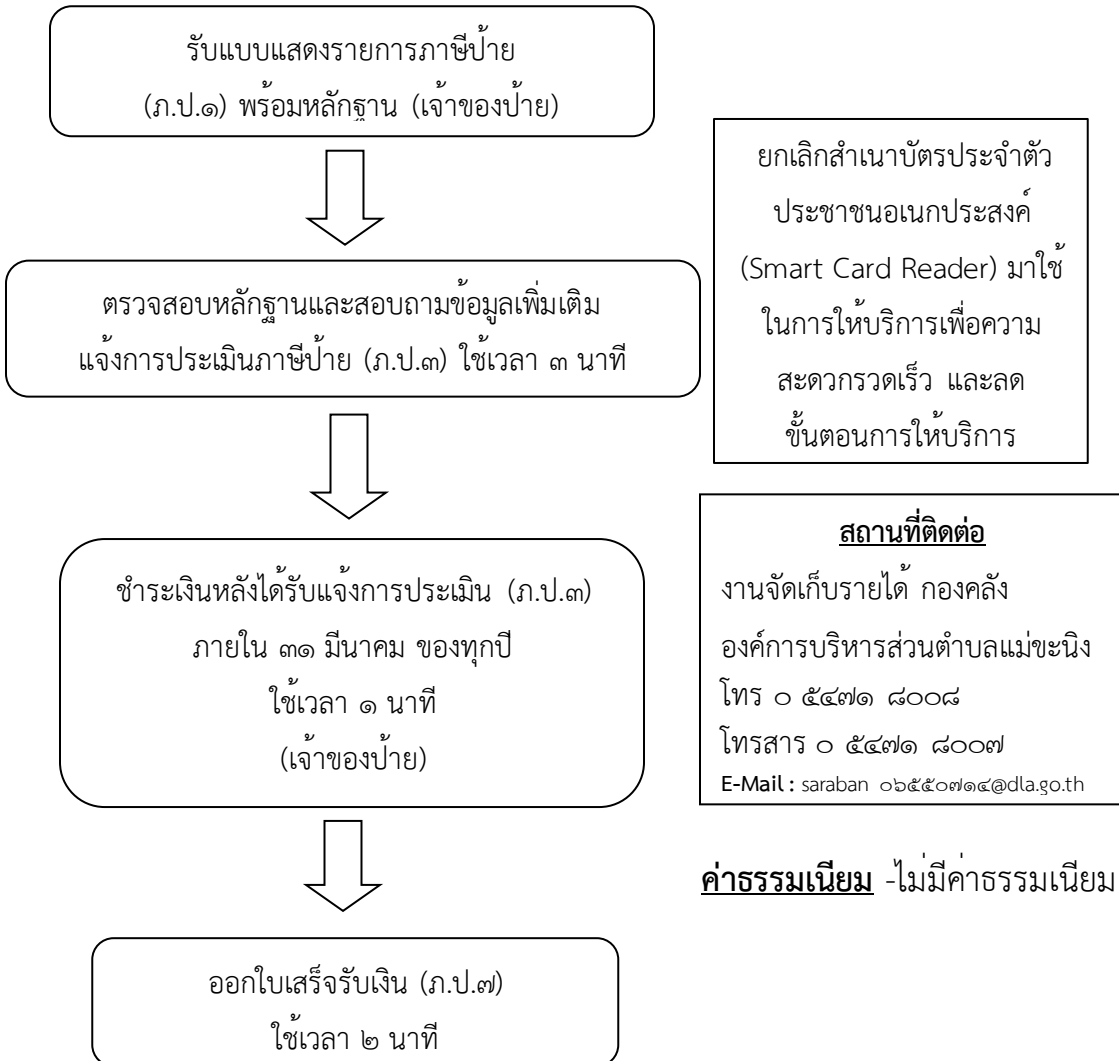 รับแบบแสดงรายการภาษีป้าย
(ภ.ป.๑) พร้อมหลักฐาน (เจ้าของป้าย)
ตรวจสอบหลักฐานและสอบถามข้อมูลเพิ่มเติม
แจ้งการประเมินภาษีป้าย (ภ.ป.๓) ใช้เวลา ๓ นาที
ชำระเงินหลังได้รับแจ้งการประเมิน (ภ.ป.๓)
ภายใน ๓๑ มีนาคม ของทุกปี
ใช้เวลา ๑ นาที
(เจ้าของป้าย)
ออกใบเสร็จรับเงิน (ภ.ป.๗)
ใช้เวลา ๒ นาที
ยกเลิกสำเนาบัตรประจำตัว
ประชาชนอเนกประสงค์
(Smart Card Reader) มาใช้
ในการให้บริการเพื่อความ
สะดวกรวดเร็ว และลด
ขั้นตอนการให้บริการ
สถานที่ติดต่อ
งานจัดเก็บรายได้ กองคลัง
องค์การบริหารส่วนตำบลแม่ขะนิง
โทร ๐ ๕๔๗๑ ๘๐๐๘
โทรสาร ๐ ๕๔๗๑ ๘๐๐๗
E-Mail : saraban ๐๖๕๕๐๗๑๔@dla.go.th
ค่าธรรมเนียม -ไม่มีค่าธรรมเนียม